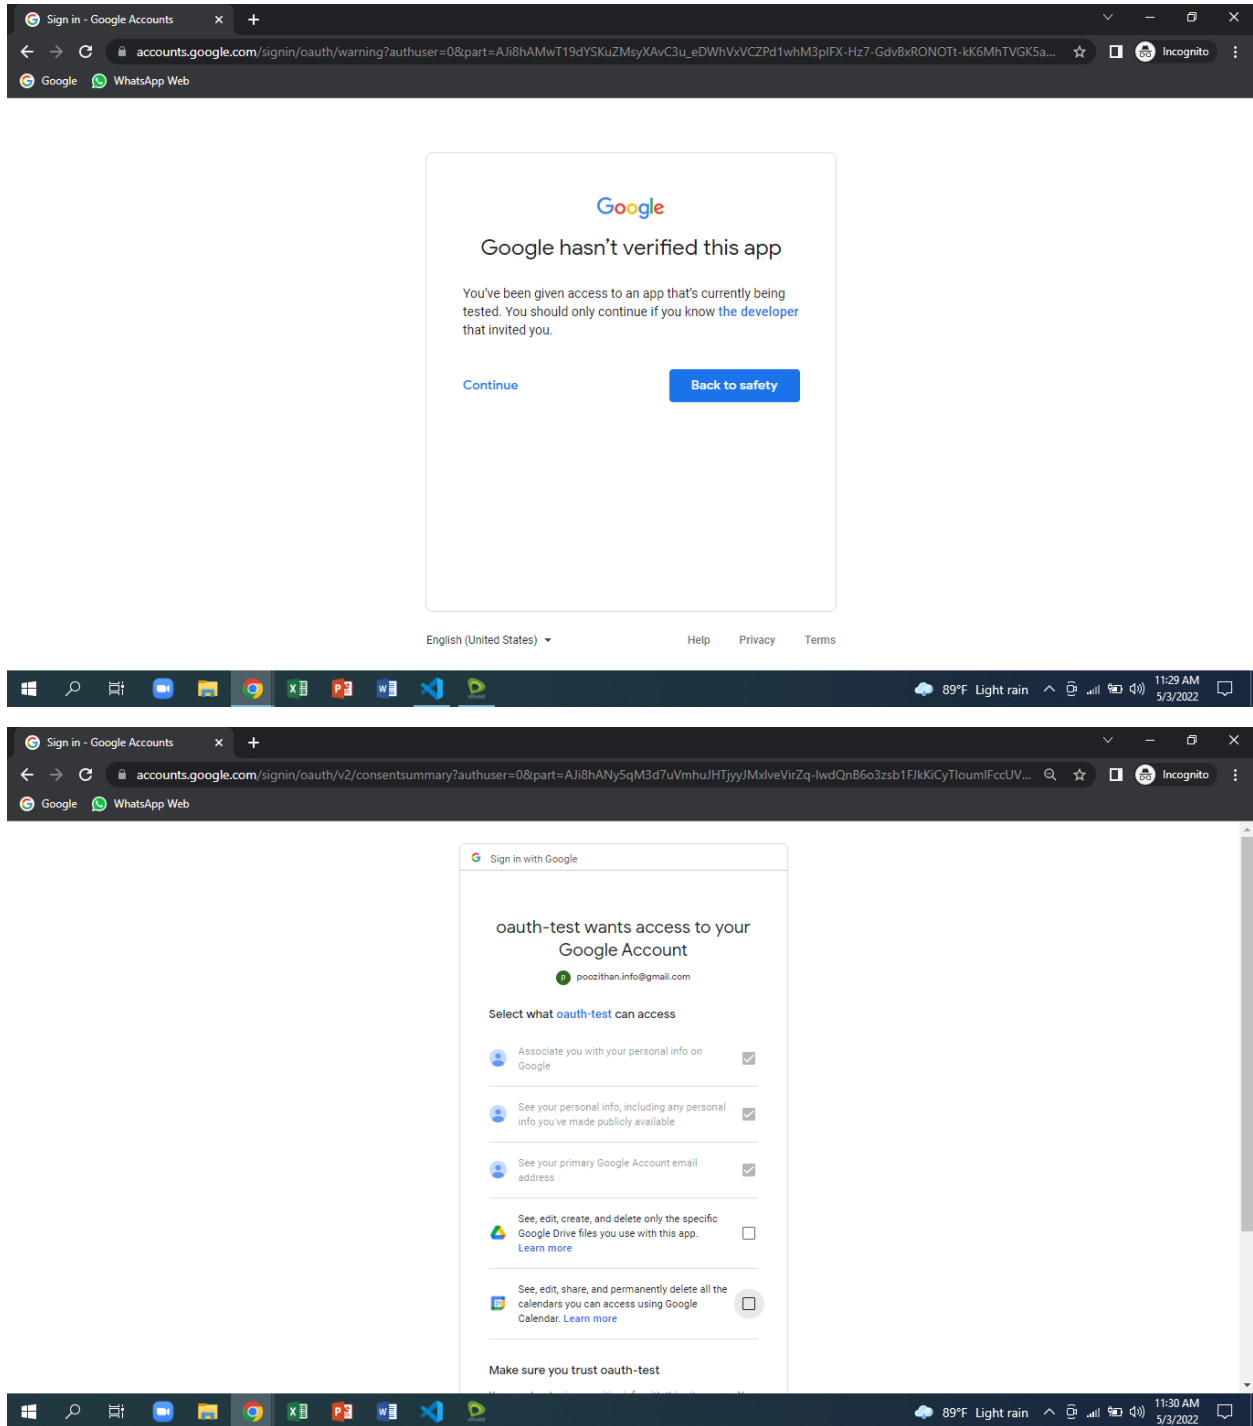 Sign in - Google Accounts
accounts.google.com/signin/oauth/warning?authuser=0&part=AJi8hAMwT19dYSKuZMsyXAvC3u_eDWhVxVCZPd1whM3pIFX-Hz7-GdvBxRONOTt-kK6MhTVGK5a...
Incognito
Google WhatsApp Web
Google
Google hasn't verified this app
You've been given access to an app that's currently being
tested. You should only continue if you know the developer
that invited you.
Continue Back to safety
English (United States) Help Privacy Terms
89°F Light rain 11:29 AM
5/3/2022
Sign in - Google Accounts
accounts.google.com/signin/oauth/v2/consentsummary?authuser=0&part=AJi8hANy5qM3d7uVmhuJHTjyyJMxlveVirZq-lwdQnB6o3zsb1FJkKiCyTIoumIFccUV...
Incognito
Google WhatsApp Web
Sign in with Google
oauth-test wants access to your
Google Account
p poozithan.info@gmail.com
Select what oauth-test can access
Associate you with your personal info on
Google
See your personal info, including any personal
info you've made publicly available
See your primary Google Account email
address
See, edit, create, and delete only the specific
Google Drive files you use with this app.
Learn more
See, edit, share, and permanently delete all the
calendars you can access using Google
Calendar. Learn more
Make sure you trust oauth-test
89°F Light rain 11:30 AM
5/3/2022